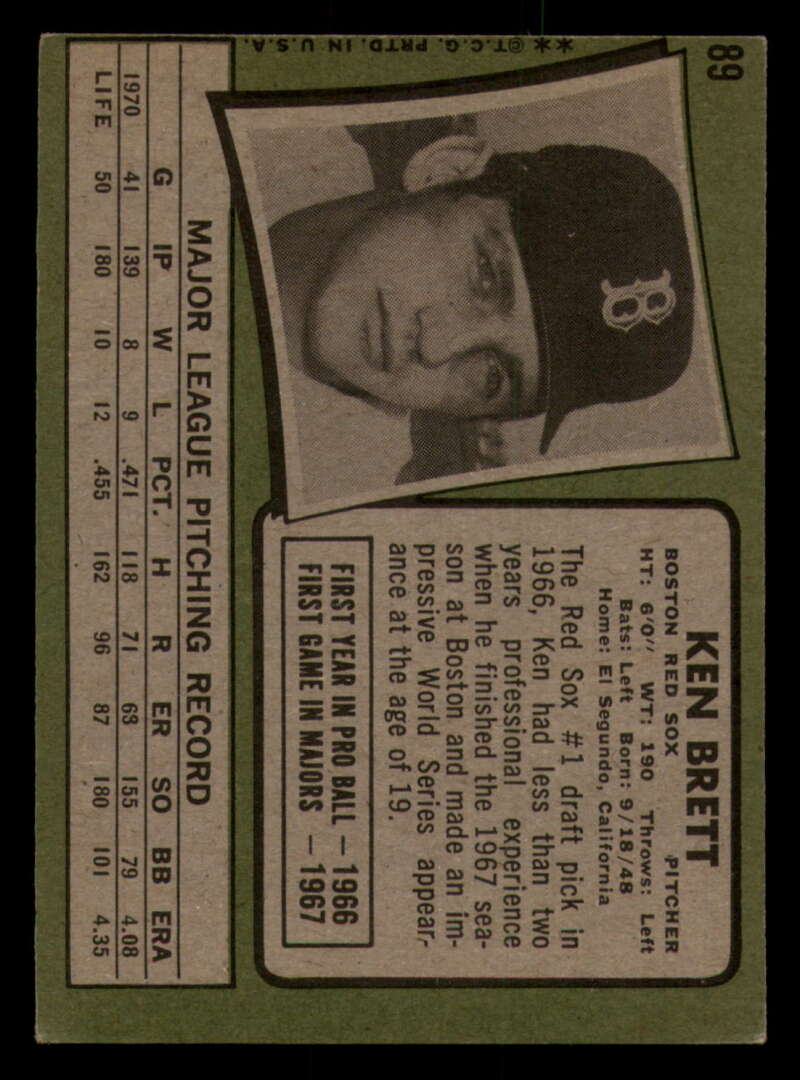 89
B
KEN BRETT
BOSTON RED SOX PITCHER
HT: 6'0" WT: 190 Throws: Left
Bats: Left Born: 9/18/48
Home: El Segundo, California
The Red Sox #1 draft pick in
1966, Ken had less than two
years professional experience
when he finished the 1967 sea-
son at Boston and made an im-
pressive World Series appear-
ance at the age of 19.
FIRST YEAR IN PRO BALL — 1966
FIRST GAME IN MAJORS — 1967
MAJOR LEAGUE PITCHING RECORD
G IP W L PCT. H R ER SO BB ERA
1970 41 139 8 9 .471 118 71 63 155 79 4.08
LIFE 50 180 10 12 .455 162 96 87 180 101 4.35
**©T.C.G. PRTD. IN U.S.A.